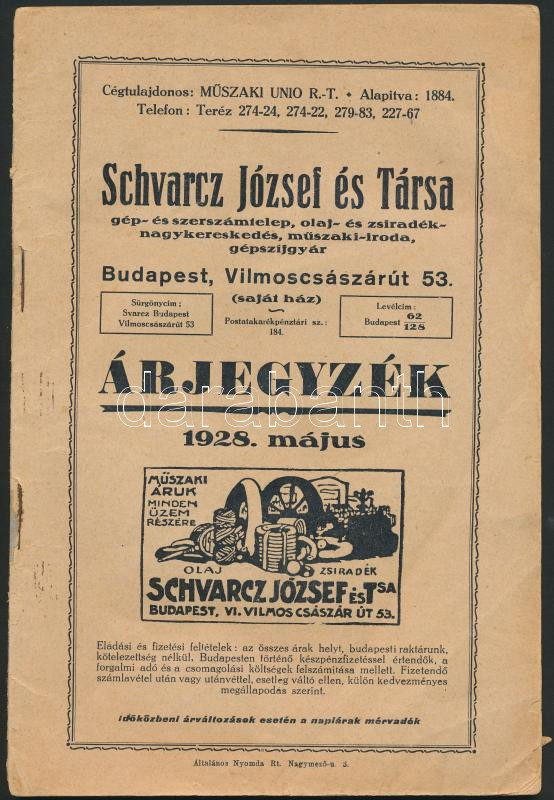 Cégtulajdonos: MŰSZAKI UNIO R.-T. • Alapitva: 1884.
Telefon: Teréz 274-24, 274-22, 279-83, 227-67
Schvarcz József és Társa
gép- és szerszámtelep, olaj- és zsiradék-
nagykereskedés, műszaki-iroda,
gépszijgyár
Budapest, Vilmoscsászárút 53.
(saját ház)
Sürgönycim:
Svarcz Budapest
Vilmoscsászárút 53
Postatakarékpénztári sz.:
184.
Levélcim:
Budapest 62
128
ÁRJEGYZÉK
darabanth
1928. május
MŰSZAKI
ÁRUK
MINDEN
ÜZEM
RÉSZÉRE
OLAJ ZSIRADÉK
SCHVARCZ JÓZSEF ÉS TSA
BUDAPEST, VI. VILMOS CSÁSZÁR ÚT 53.
Eladási és fizetési feltételek: az összes árak helyt, budapesti raktárunk,
kötelezettség nélkül. Budapesten történő készpénzfizetéssel értendők, a
forgalmi adó és a csomagolási költségek felszámítása mellett. Fizetendő
számlavétel után vagy utánvéttel, esetleg váltó ellen, külön kedvezményes
megállapodás szerint.
Időközbeni árváltozások esetén a napiárak mérvadók
Általános Nyomda Rt. Nagymező-u. 3.